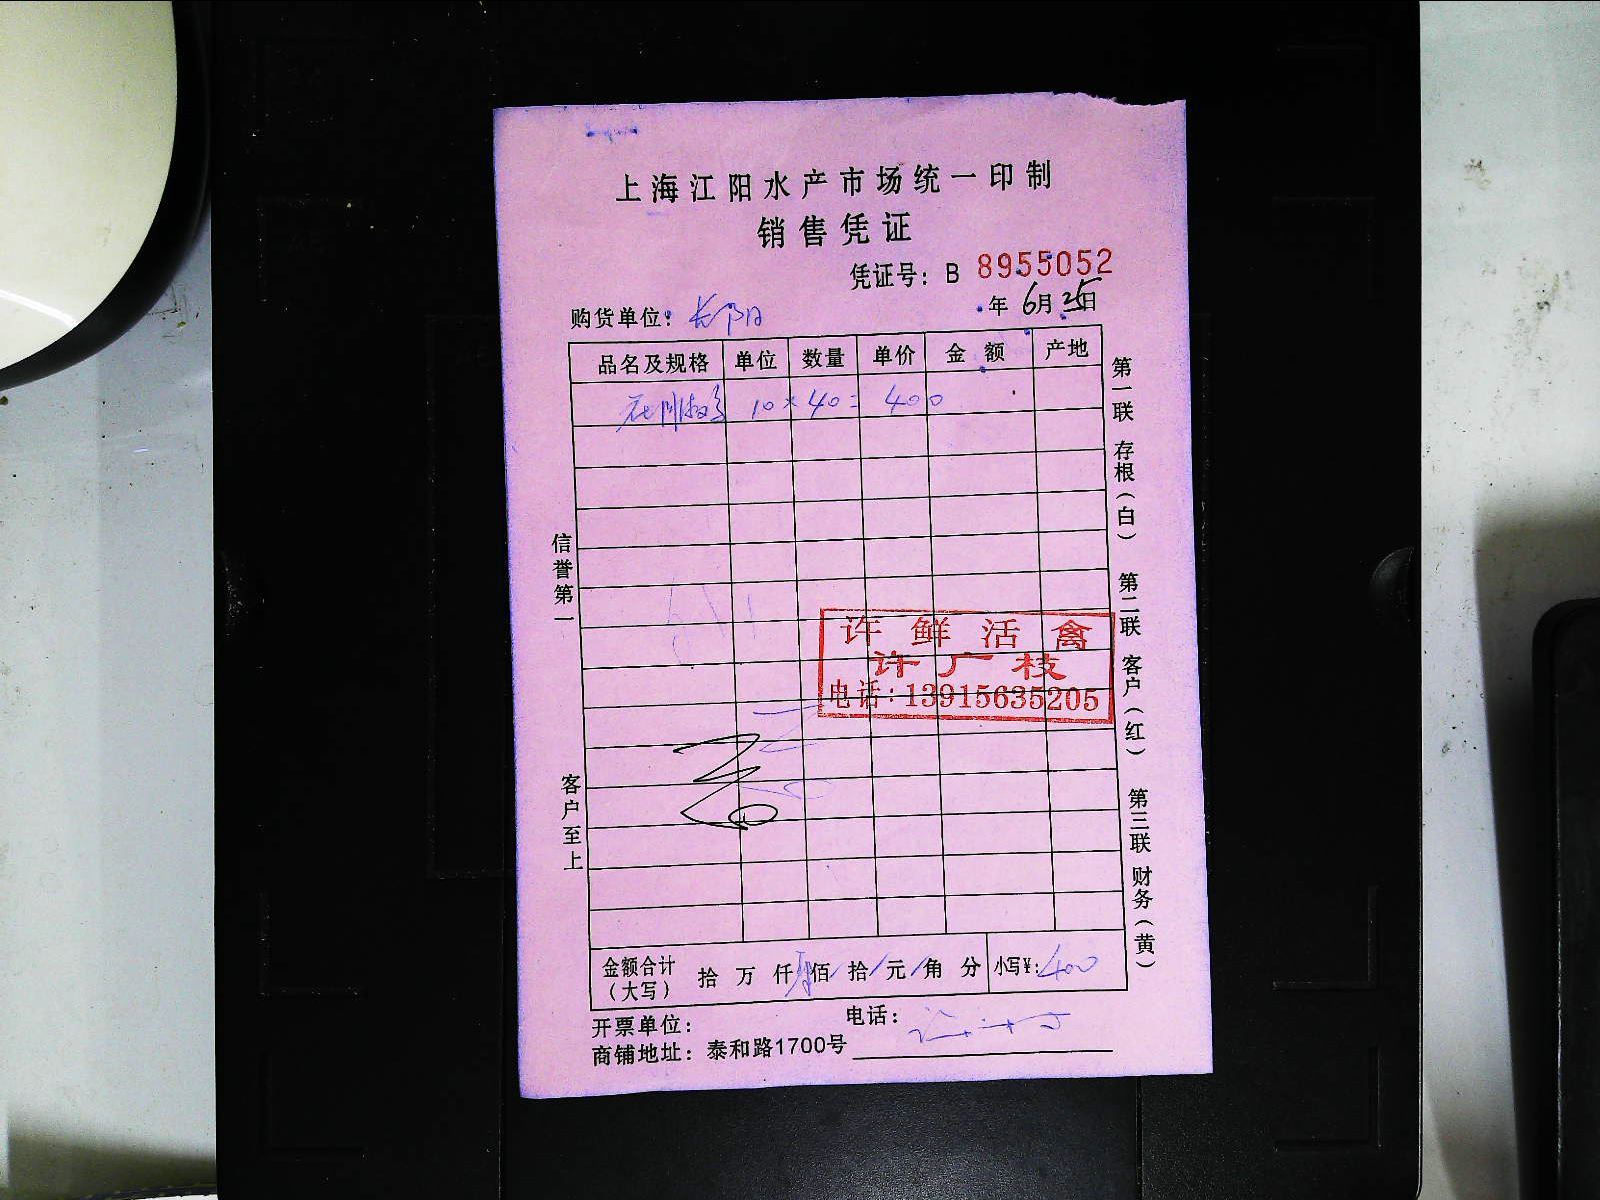 上海江阳水产市场统一印制
销售凭证
凭证号：B 8955052
年 6月 25日
购货单位：长阳
品名及规格 单位 数量 单价 金 额 产地
10 × 40 = 400
第一联 存根（白） 第二联 客户（红） 第三联 财务（黄）
信誉第一 客户至上
许 鲜 活 禽
许 广 枝
电话：13915635205
金额合计（大写） 拾 万 仟 佰 拾 元 角 分 小写¥：400
开票单位： 电话：
商铺地址：泰和路1700号